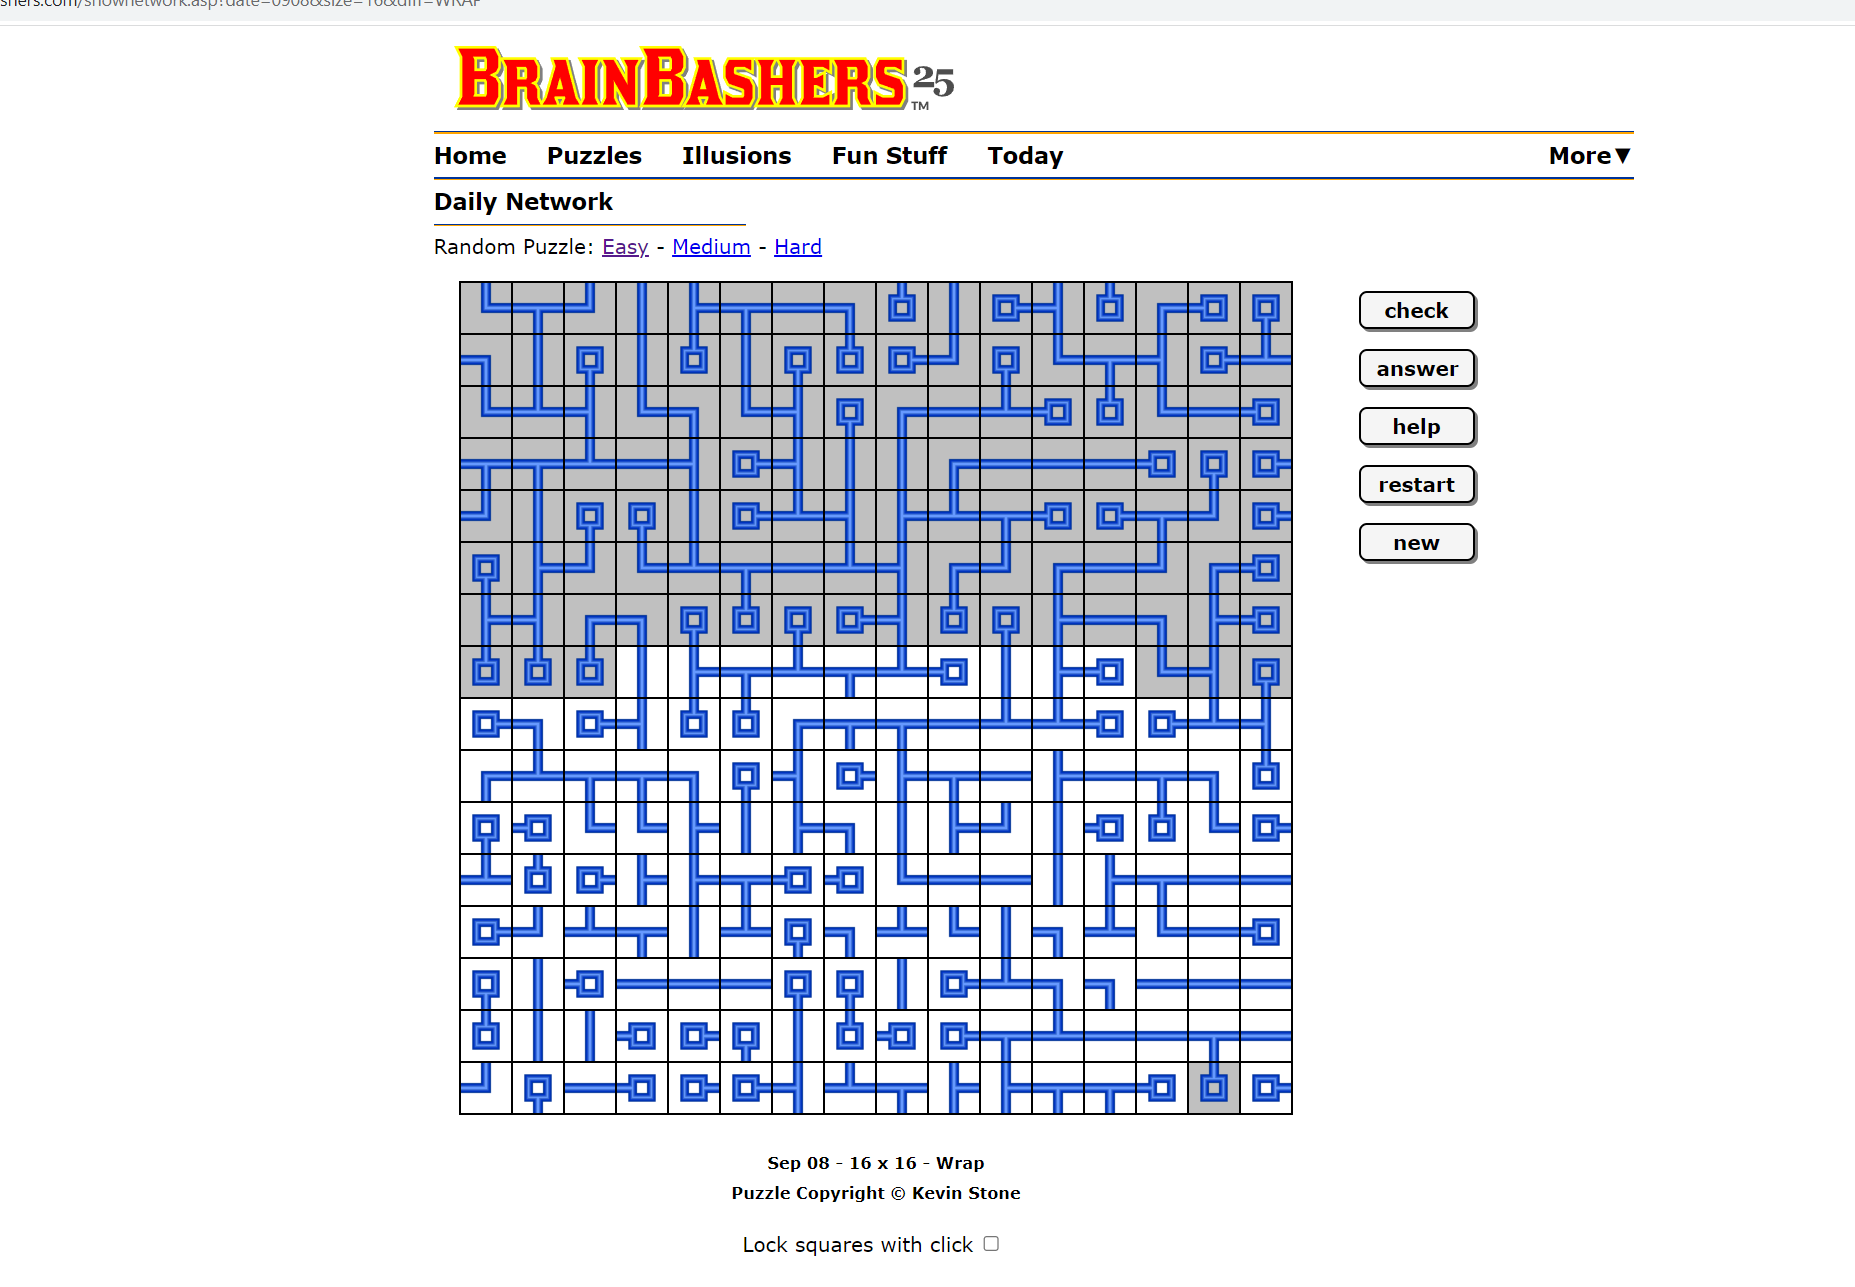 shers.com/shownetwork.asp?date=0908&size=16&diff=WRAP
BRAINBASHERS 25 TM
Home Puzzles Illusions Fun Stuff Today More▼
Daily Network
Random Puzzle: Easy - Medium - Hard
check
answer
help
restart
new
Sep 08 - 16 x 16 - Wrap
Puzzle Copyright © Kevin Stone
Lock squares with click